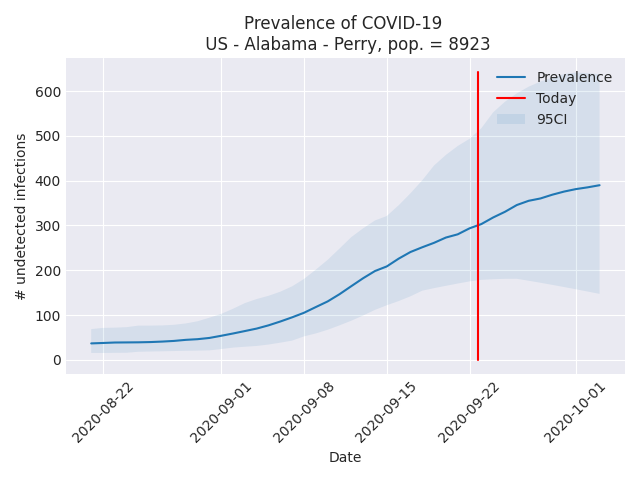 Prevalence of COVID-19
US - Alabama - Perry, pop. = 8923
Prevalence
Today
95CI
# undetected infections
600
500
400
300
200
100
0
2020-08-22
2020-09-01
2020-09-08
2020-09-15
2020-09-22
2020-10-01
Date